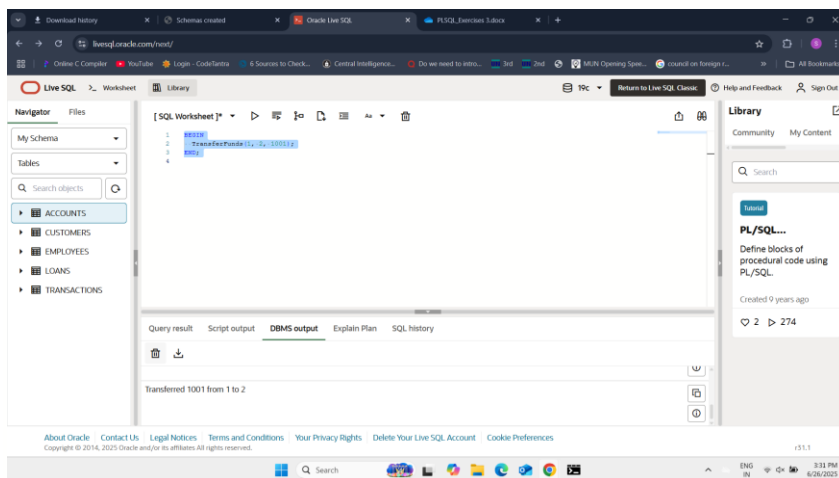 Download history
Schemas created
Oracle Live SQL
PLSQL_Exercises 3.docx
livesql.oracle.com/next/
Online C Compiler
YouTube
Login - CodeTantra
6 Sources to Check...
Central Intelligence...
Do we need to intro...
3rd
2nd
MUN Opening Spee...
council on foreign r...
All Bookmarks
Live SQL
Worksheet
Library
19c
Return to Live SQL Classic
Help and Feedback
Sign Out
Navigator
Files
My Schema
Tables
Search objects
ACCOUNTS
CUSTOMERS
EMPLOYEES
LOANS
TRANSACTIONS
[ SQL Worksheet ]*
Aa
1 BEGIN
2 TransferFunds(1, 2, 1001);
3 END;
4
Query result
Script output
DBMS output
Explain Plan
SQL history
Transferred 1001 from 1 to 2
Library
Community
My Content
Search
Tutorial
PL/SQL...
Define blocks of
procedural code using
PL/SQL.
Created 9 years ago
2
274
About Oracle
Contact Us
Legal Notices
Terms and Conditions
Your Privacy Rights
Delete Your Live SQL Account
Cookie Preferences
Copyright © 2014, 2025 Oracle and/or its affiliates All rights reserved.
r31.1
Search
ENG
IN
3:31 PM
6/26/2025